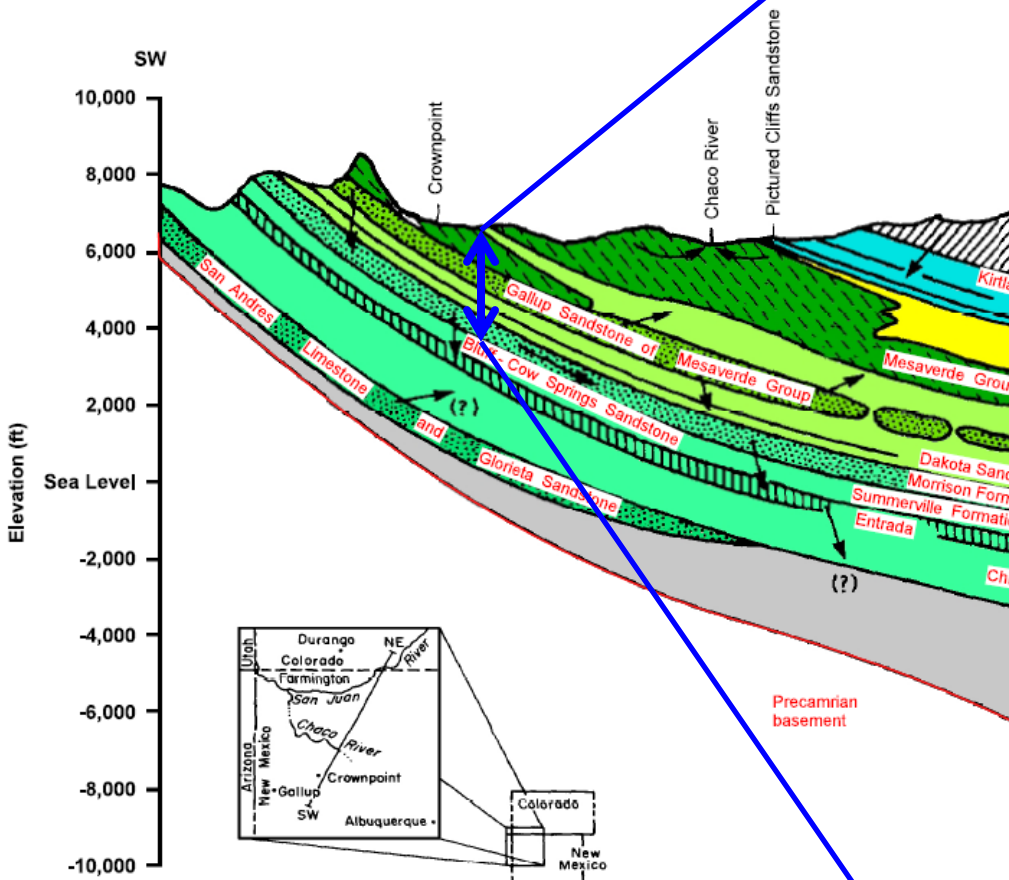 SW
10,000
8,000
6,000
4,000
2,000
Sea Level
-2,000
-4,000
-6,000
-8,000
-10,000
Elevation (ft)
Crownpoint
Chaco River
Pictured Cliffs Sandstone
Kirtla
San Andres
Limestone
and
Glorieta Sandstone
(?)
Gallup Sandstone of
Mesaverde Group
Mesaverde Grou
Bluff - Cow Springs Sandstone
Dakota Sand
Morrison Form
Summerville Formatio
Entrada
Chi
(?)
Precamrian
basement
Utah
Durango
NE
River
Colorado
Farmington
San Juan
Chaco River
Arizona
New Mexico
Crownpoint
Gallup
SW
Albuquerque
Colorado
New
Mexico